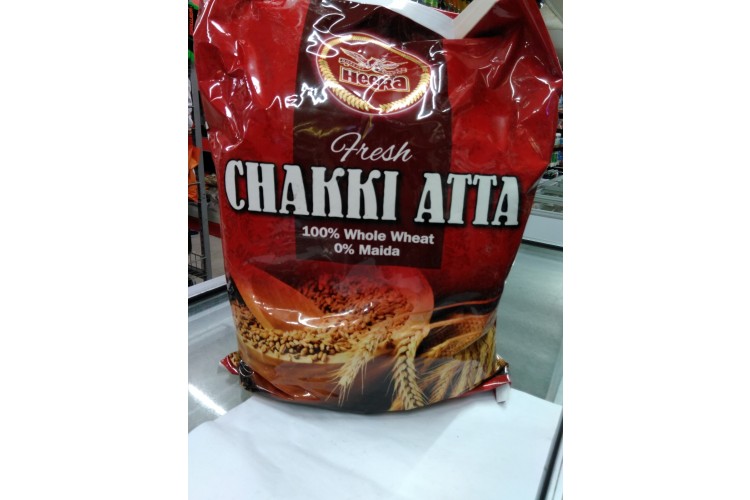 Heera
Fresh
CHAKKI ATTA
100% Whole Wheat
0% Maida